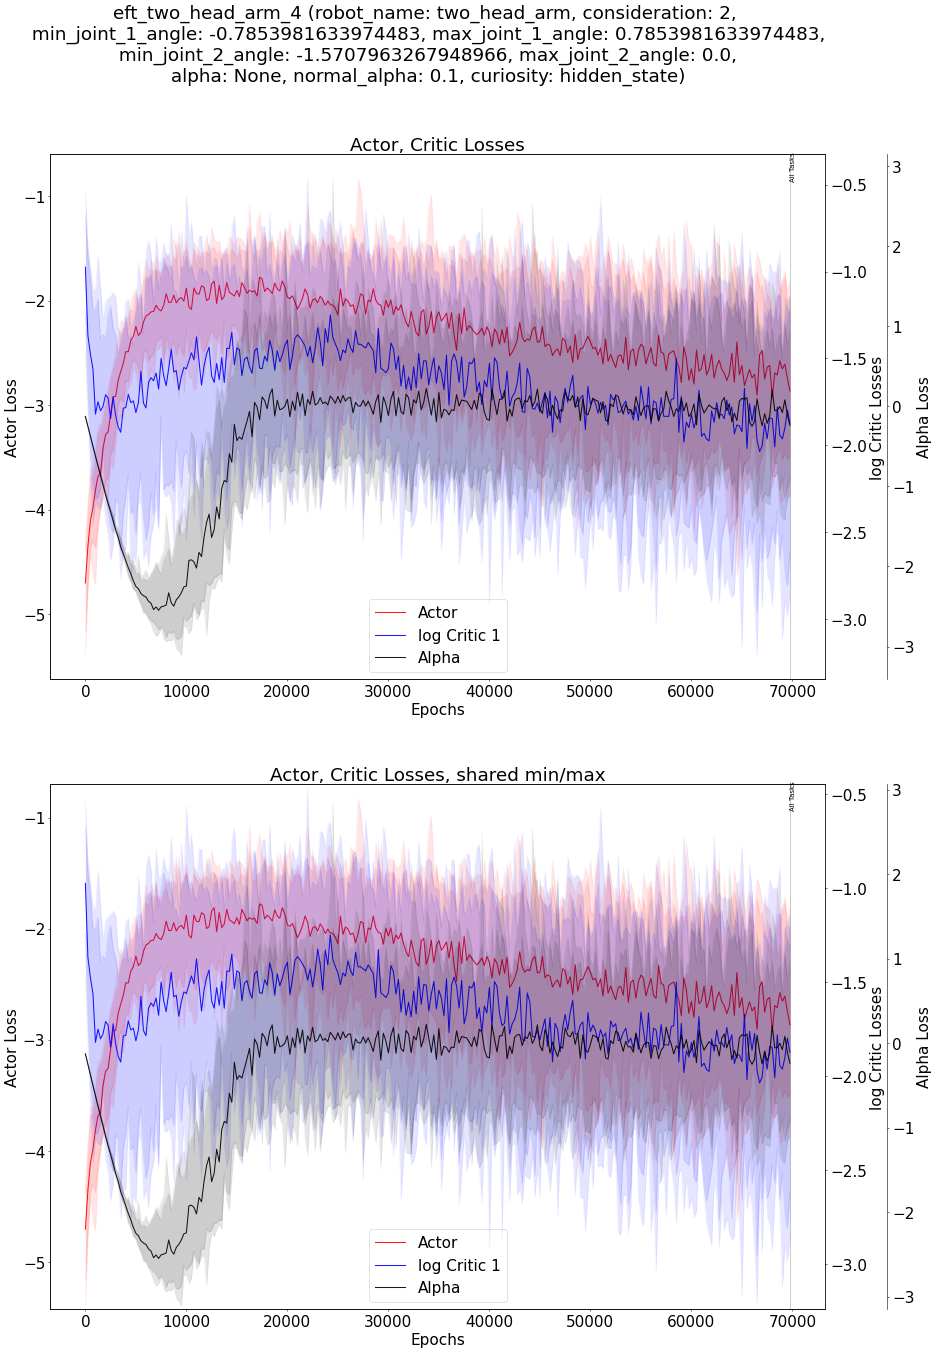 eft_two_head_arm_4 (robot_name: two_head_arm, consideration: 2,
min_joint_1_angle: -0.7853981633974483, max_joint_1_angle: 0.7853981633974483,
min_joint_2_angle: -1.5707963267948966, max_joint_2_angle: 0.0,
alpha: None, normal_alpha: 0.1, curiosity: hidden_state)
Actor, Critic Losses
All Tasks
−1
−2
−3
−4
−5
Actor Loss
−0.5
−1.0
−1.5
−2.0
−2.5
−3.0
log Critic Losses
3
2
1
0
−1
−2
−3
Alpha Loss
Actor
log Critic 1
Alpha
0
10000
20000
30000
40000
50000
60000
70000
Epochs
Actor, Critic Losses, shared min/max
All Tasks
−1
−2
−3
−4
−5
Actor Loss
−0.5
−1.0
−1.5
−2.0
−2.5
−3.0
log Critic Losses
3
2
1
0
−1
−2
−3
Alpha Loss
Actor
log Critic 1
Alpha
0
10000
20000
30000
40000
50000
60000
70000
Epochs